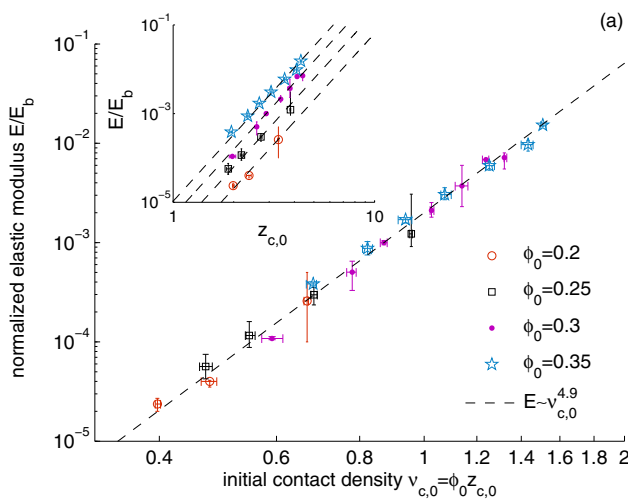 (a)
10^-1
10^-2
10^-3
10^-4
10^-5
normalized elastic modulus E/E_b
0.4 0.6 0.8 1 1.2 1.4 1.6 2
initial contact density ν_c,0=ϕ_0z_c,0
10^-1
10^-3
10^-5
E/E_b
1 10
z_c,0
ϕ_0=0.2
ϕ_0=0.25
ϕ_0=0.3
ϕ_0=0.35
E~ν_c,0^4.9